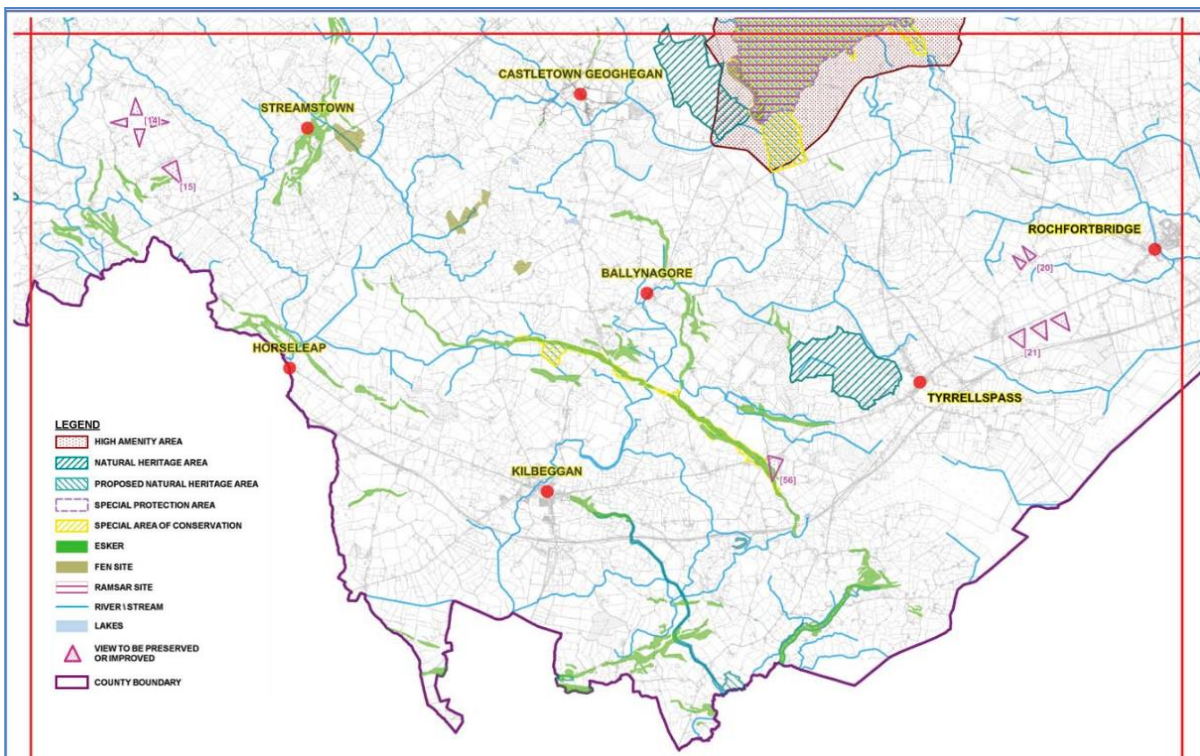 CASTLETOWN GEOGHEGAN
STREAMSTOWN
[14]
[15]
ROCHFORTBRIDGE
[20]
BALLYNAGORE
[21]
HORSELEAP
TYRRELLSPASS
KILBEGGAN
[56]
LEGEND
HIGH AMENITY AREA
NATURAL HERITAGE AREA
PROPOSED NATURAL HERITAGE AREA
SPECIAL PROTECTION AREA
SPECIAL AREA OF CONSERVATION
ESKER
FEN SITE
RAMSAR SITE
RIVER \ STREAM
LAKES
VIEW TO BE PRESERVED
OR IMPROVED
COUNTY BOUNDARY